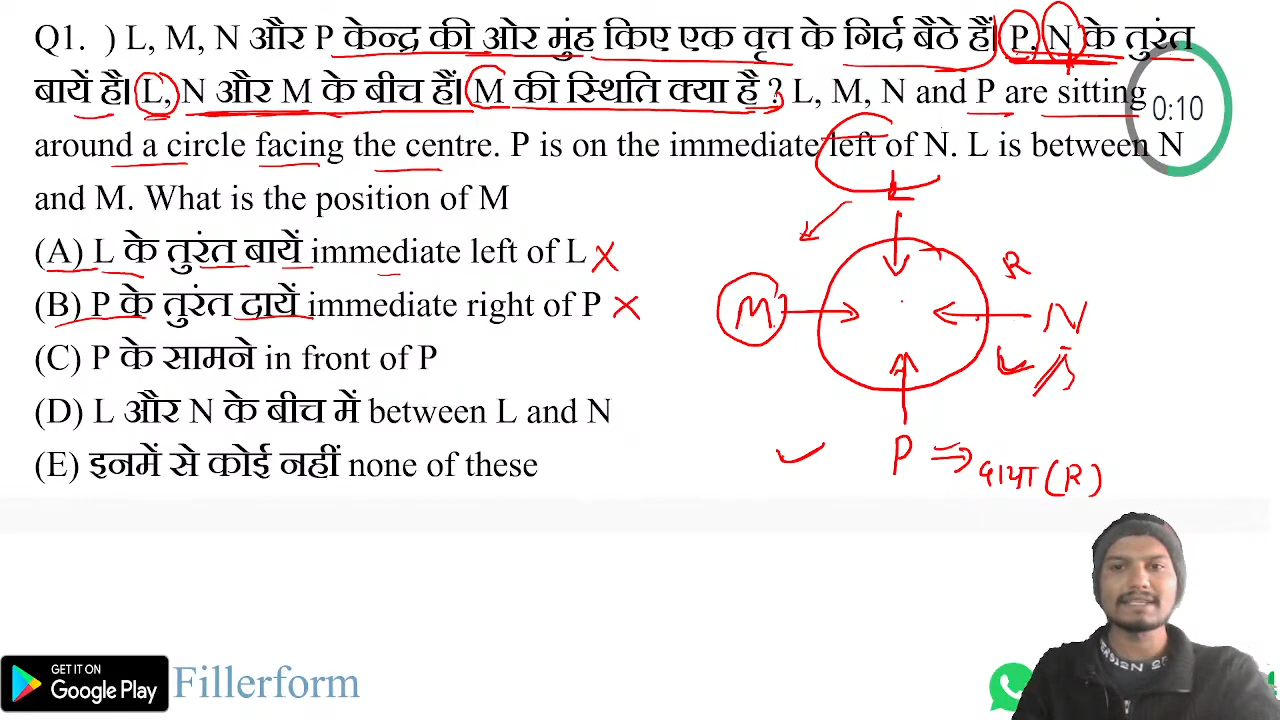 Q1. ) L, M, N और P केन्द्र की ओर मुंह किए एक वृत्त के गिर्द बैठे हैं। P, N के तुरंत
बायें है। L, N और M के बीच हैं। M की स्थिति क्या है ? L, M, N and P are sitting
around a circle facing the centre. P is on the immediate left of N. L is between N
and M. What is the position of M
(A) L के तुरंत बायें immediate left of L
(B) P के तुरंत दायें immediate right of P
(C) P के सामने in front of P
(D) L और N के बीच में between L and N
(E) इनमें से कोई नहीं none of these
0:10
L
R
M
N
P
दाया (R)
GET IT ON
Google Play
Fillerform